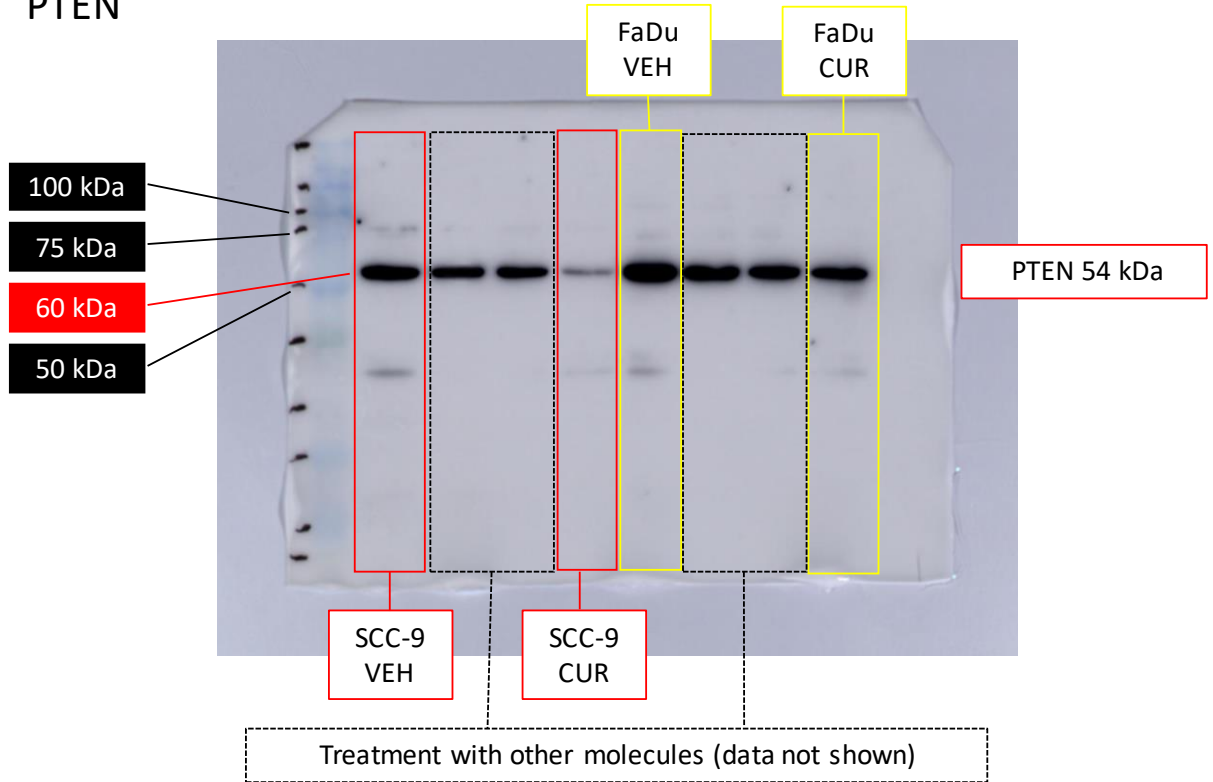 PTEN
FaDu
VEH
FaDu
CUR
100 kDa
75 kDa
60 kDa
50 kDa
PTEN 54 kDa
SCC-9
VEH
SCC-9
CUR
Treatment with other molecules (data not shown)